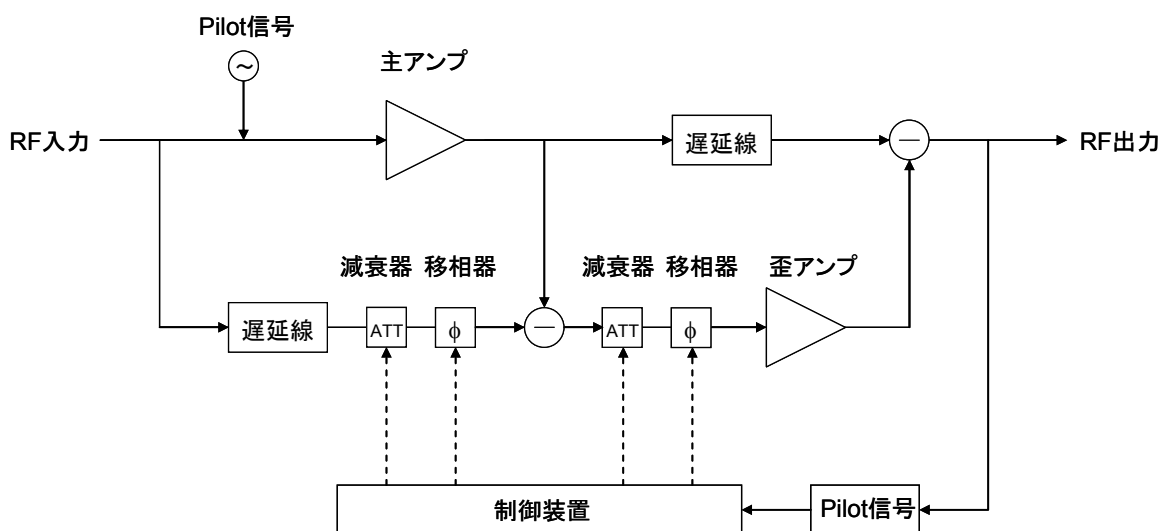 Pilot信号
~
主アンプ
RF入力
遅延線
—
RF出力
減衰器 移相器
減衰器 移相器
歪アンプ
遅延線
ATT
ϕ
—
ATT
ϕ
制御装置
Pilot信号